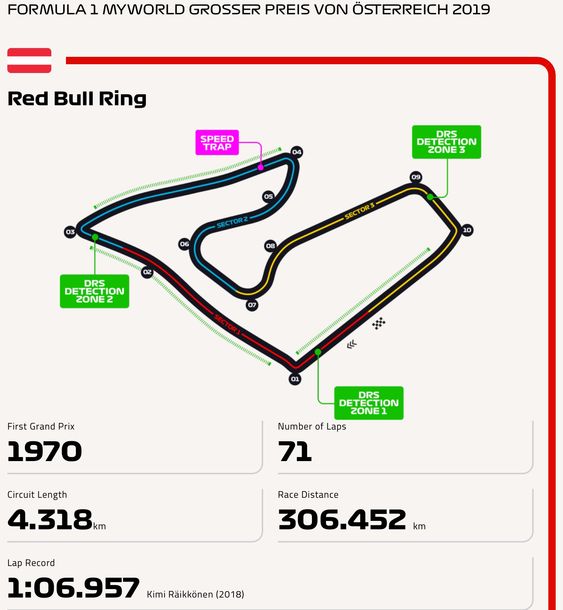 FORMULA 1 MYWORLD GROSSER PREIS VON ÖSTERREICH 2019
Red Bull Ring
DRS
DETECTION
ZONE 3
SPEED
TRAP
04
09
05
SECTOR 2
SECTOR 3
03
10
06
08
02
DRS
DETECTION
ZONE 2
07
SECTOR 1
01
DRS
DETECTION
ZONE 1
First Grand Prix
1970
Number of Laps
71
Circuit Length
4.318km
Race Distance
306.452 km
Lap Record
1:06.957 Kimi Räikkönen (2018)